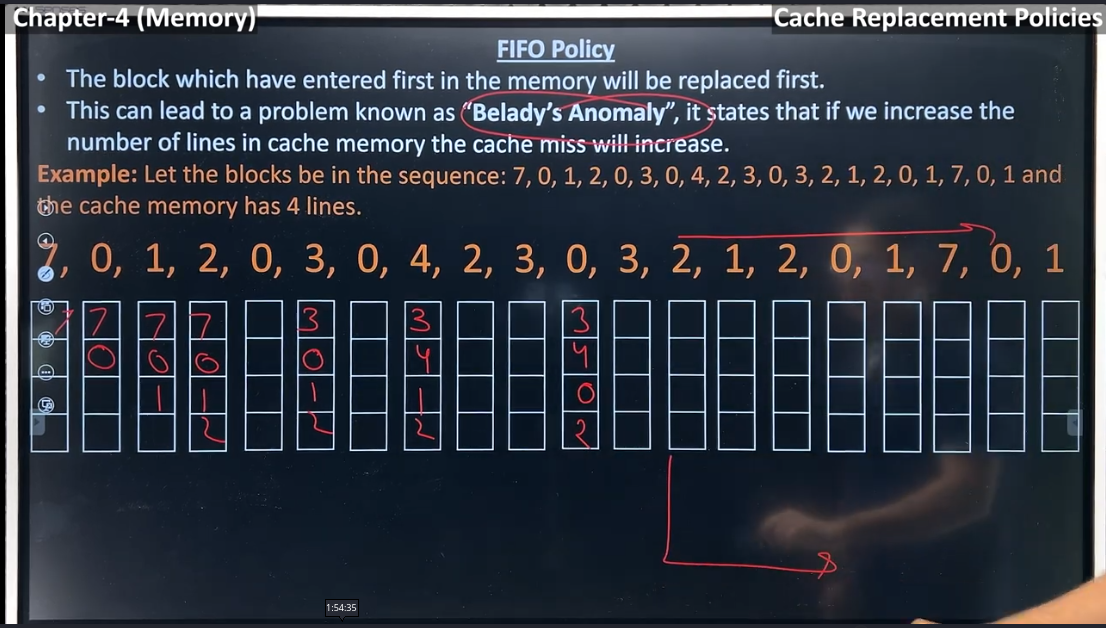 Chapter-4 (Memory)
Cache Replacement Policies
FIFO Policy
• The block which have entered first in the memory will be replaced first.
• This can lead to a problem known as “Belady’s Anomaly”, it states that if we increase the
number of lines in cache memory the cache miss will increase.
Example: Let the blocks be in the sequence: 7, 0, 1, 2, 0, 3, 0, 4, 2, 3, 0, 3, 2, 1, 2, 0, 1, 7, 0, 1 and
the cache memory has 4 lines.
7, 0, 1, 2, 0, 3, 0, 4, 2, 3, 0, 3, 2, 1, 2, 0, 1, 7, 0, 1
7 7 7 7 3 3 3
0 0 0 0 4 4
1 1 1 1 0
2 2 2 2
1:54:35